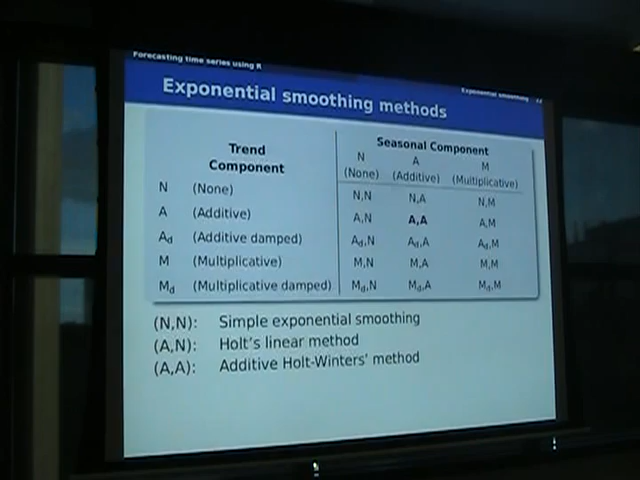 Forecasting time series using R
Exponential smoothing
Exponential smoothing methods
Trend Component
Seasonal Component
N (None) A (Additive) M (Multiplicative)
N (None) N,N N,A N,M
A (Additive) A,N A,A A,M
Ad (Additive damped) Ad,N Ad,A Ad,M
M (Multiplicative) M,N M,A M,M
Md (Multiplicative damped) Md,N Md,A Md,M
(N,N): Simple exponential smoothing
(A,N): Holt's linear method
(A,A): Additive Holt-Winters' method